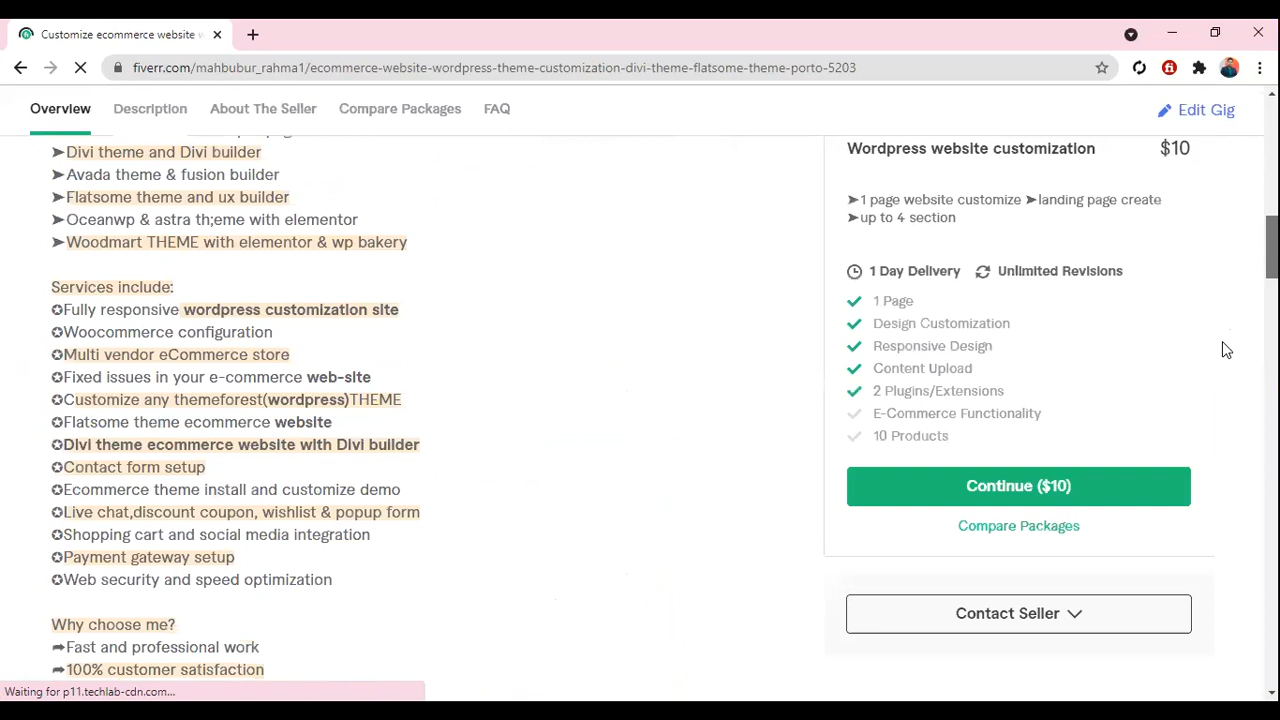 Customize ecommerce website w
fiverr.com/mahbubur_rahma1/ecommerce-website-wordpress-theme-customization-divi-theme-flatsome-theme-porto-5203
Overview Description About The Seller Compare Packages FAQ Edit Gig
➤Divi theme and Divi builder
➤Avada theme & fusion builder
➤Flatsome theme and ux builder
➤Oceanwp & astra th;eme with elementor
➤Woodmart THEME with elementor & wp bakery
Services include:
✪Fully responsive wordpress customization site
✪Woocommerce configuration
✪Multi vendor eCommerce store
✪Fixed issues in your e-commerce web-site
✪Customize any themeforest(wordpress)THEME
✪Flatsome theme ecommerce website
✪Divi theme ecommerce website with Divi builder
✪Contact form setup
✪Ecommerce theme install and customize demo
✪Live chat,discount coupon, wishlist & popup form
✪Shopping cart and social media integration
✪Payment gateway setup
✪Web security and speed optimization
Why choose me?
➦Fast and professional work
➦100% customer satisfaction
Wordpress website customization $10
➤1 page website customize ➤landing page create
➤up to 4 section
1 Day Delivery Unlimited Revisions
1 Page
Design Customization
Responsive Design
Content Upload
2 Plugins/Extensions
E-Commerce Functionality
10 Products
Continue ($10)
Compare Packages
Contact Seller
Waiting for p11.techlab-cdn.com...